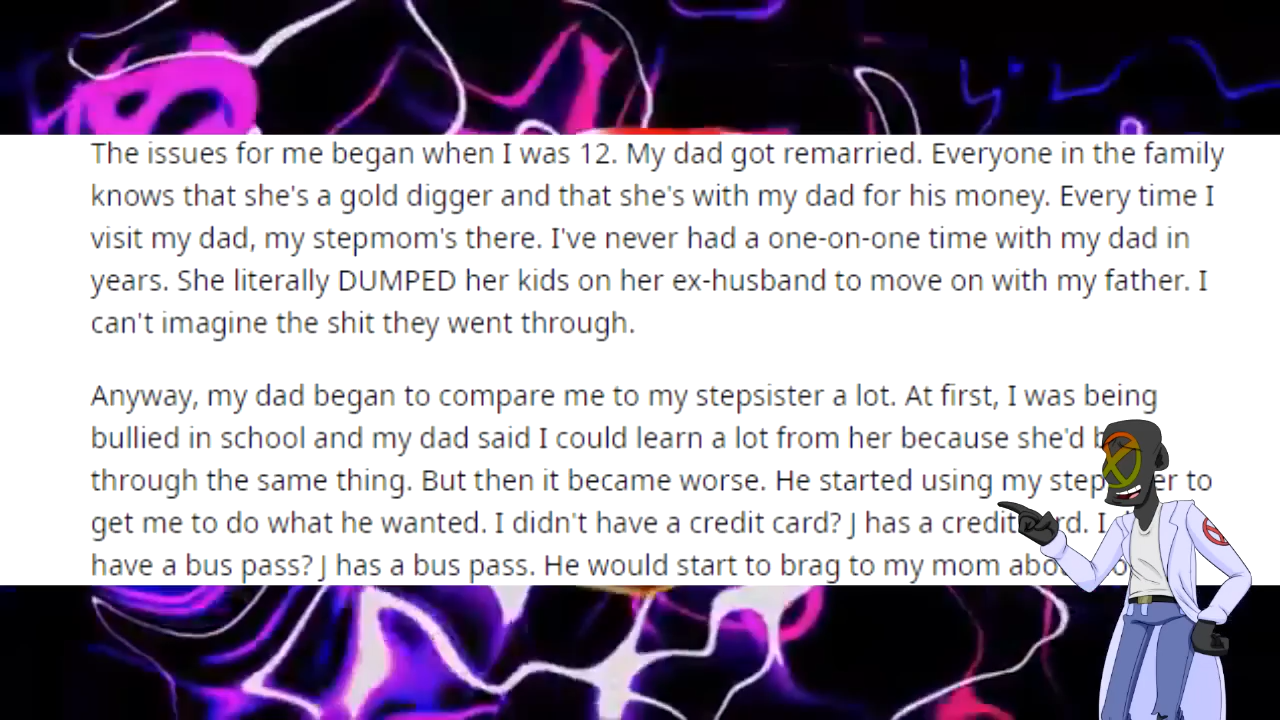 The issues for me began when I was 12. My dad got remarried. Everyone in the family
knows that she's a gold digger and that she's with my dad for his money. Every time I
visit my dad, my stepmom's there. I've never had a one-on-one time with my dad in
years. She literally DUMPED her kids on her ex-husband to move on with my father. I
can't imagine the shit they went through.
Anyway, my dad began to compare me to my stepsister a lot. At first, I was being
bullied in school and my dad said I could learn a lot from her because she'd
through the same thing. But then it became worse. He started using my to
get me to do what he wanted. I didn't have a credit card? J has a credit I
have a bus pass? J has a bus pass. He would start to brag to my mom